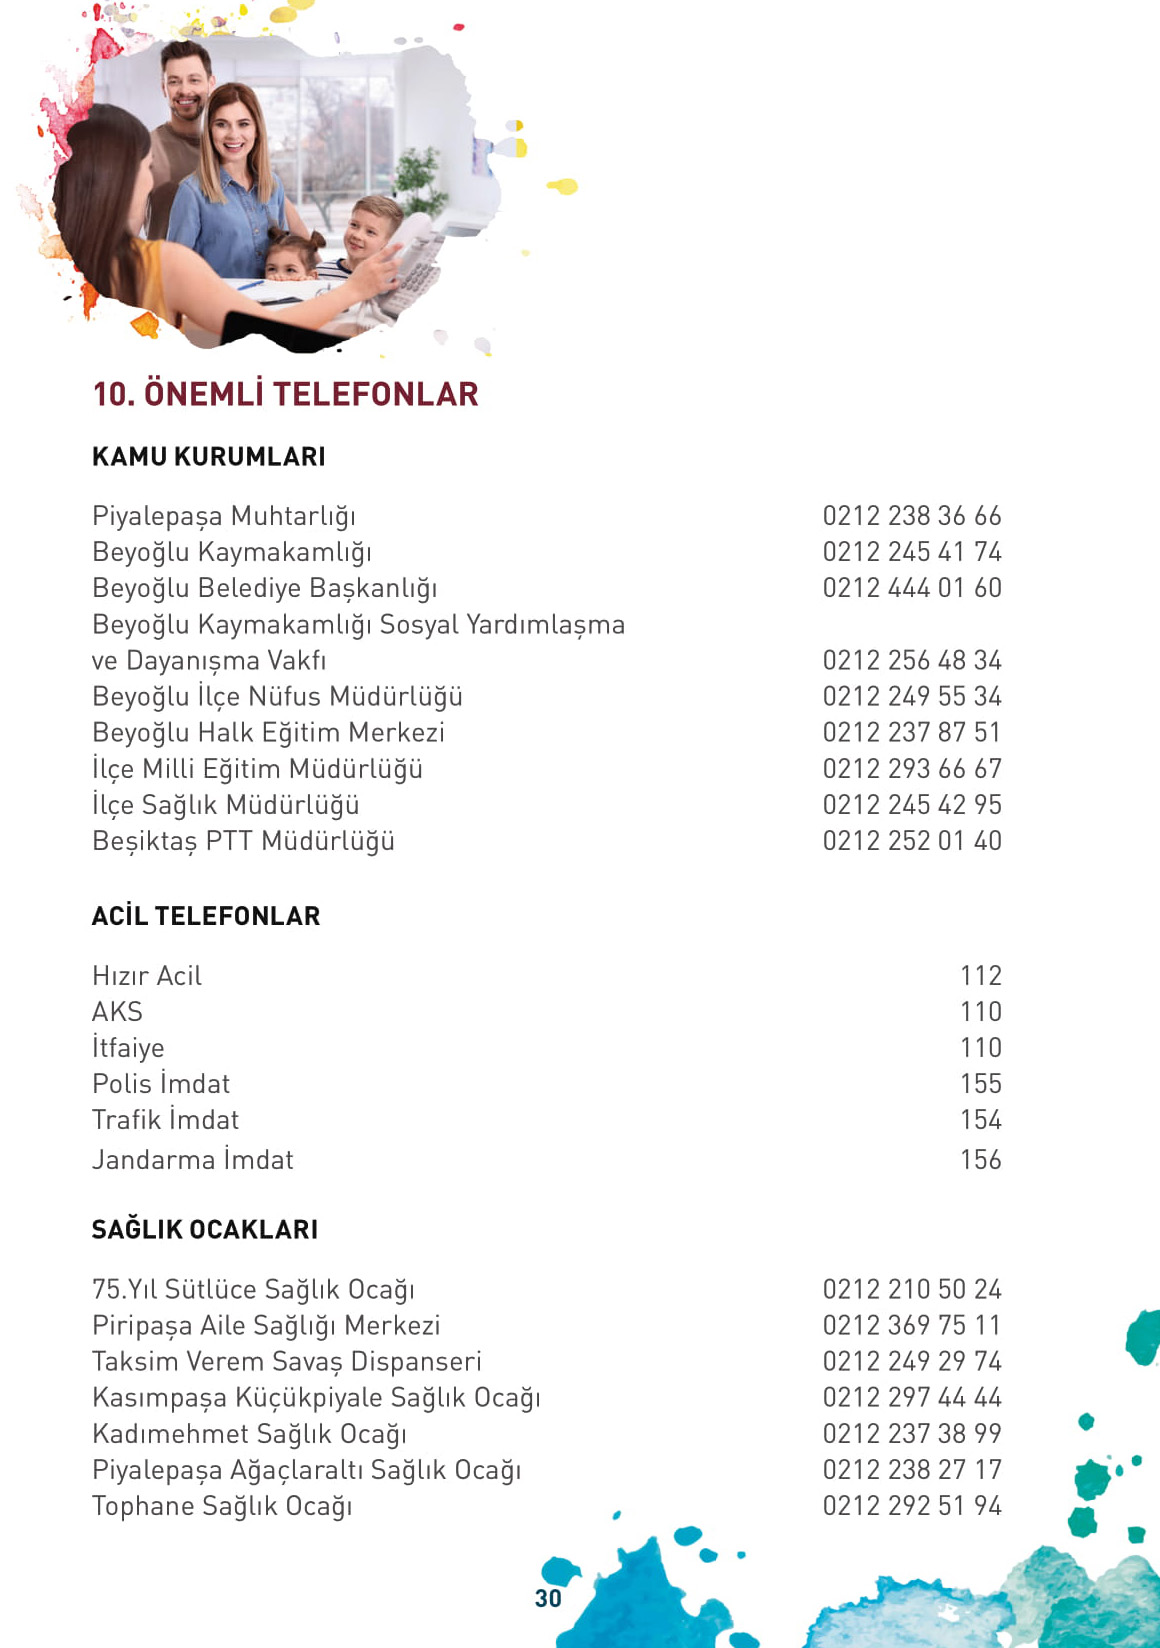 10. ÖNEMLİ TELEFONLAR
KAMU KURUMLARI
Piyalepaşa Muhtarlığı 0212 238 36 66
Beyoğlu Kaymakamlığı 0212 245 41 74
Beyoğlu Belediye Başkanlığı 0212 444 01 60
Beyoğlu Kaymakamlığı Sosyal Yardımlaşma
ve Dayanışma Vakfı 0212 256 48 34
Beyoğlu İlçe Nüfus Müdürlüğü 0212 249 55 34
Beyoğlu Halk Eğitim Merkezi 0212 237 87 51
İlçe Milli Eğitim Müdürlüğü 0212 293 66 67
İlçe Sağlık Müdürlüğü 0212 245 42 95
Beşiktaş PTT Müdürlüğü 0212 252 01 40
ACİL TELEFONLAR
Hızır Acil 112
AKS 110
İtfaiye 110
Polis İmdat 155
Trafik İmdat 154
Jandarma İmdat 156
SAĞLIK OCAKLARI
75.Yıl Sütlüce Sağlık Ocağı 0212 210 50 24
Piripaşa Aile Sağlığı Merkezi 0212 369 75 11
Taksim Verem Savaş Dispanseri 0212 249 29 74
Kasımpaşa Küçükpiyale Sağlık Ocağı 0212 297 44 44
Kadımehmet Sağlık Ocağı 0212 237 38 99
Piyalepaşa Ağaçlaraltı Sağlık Ocağı 0212 238 27 17
Tophane Sağlık Ocağı 0212 292 51 94
30